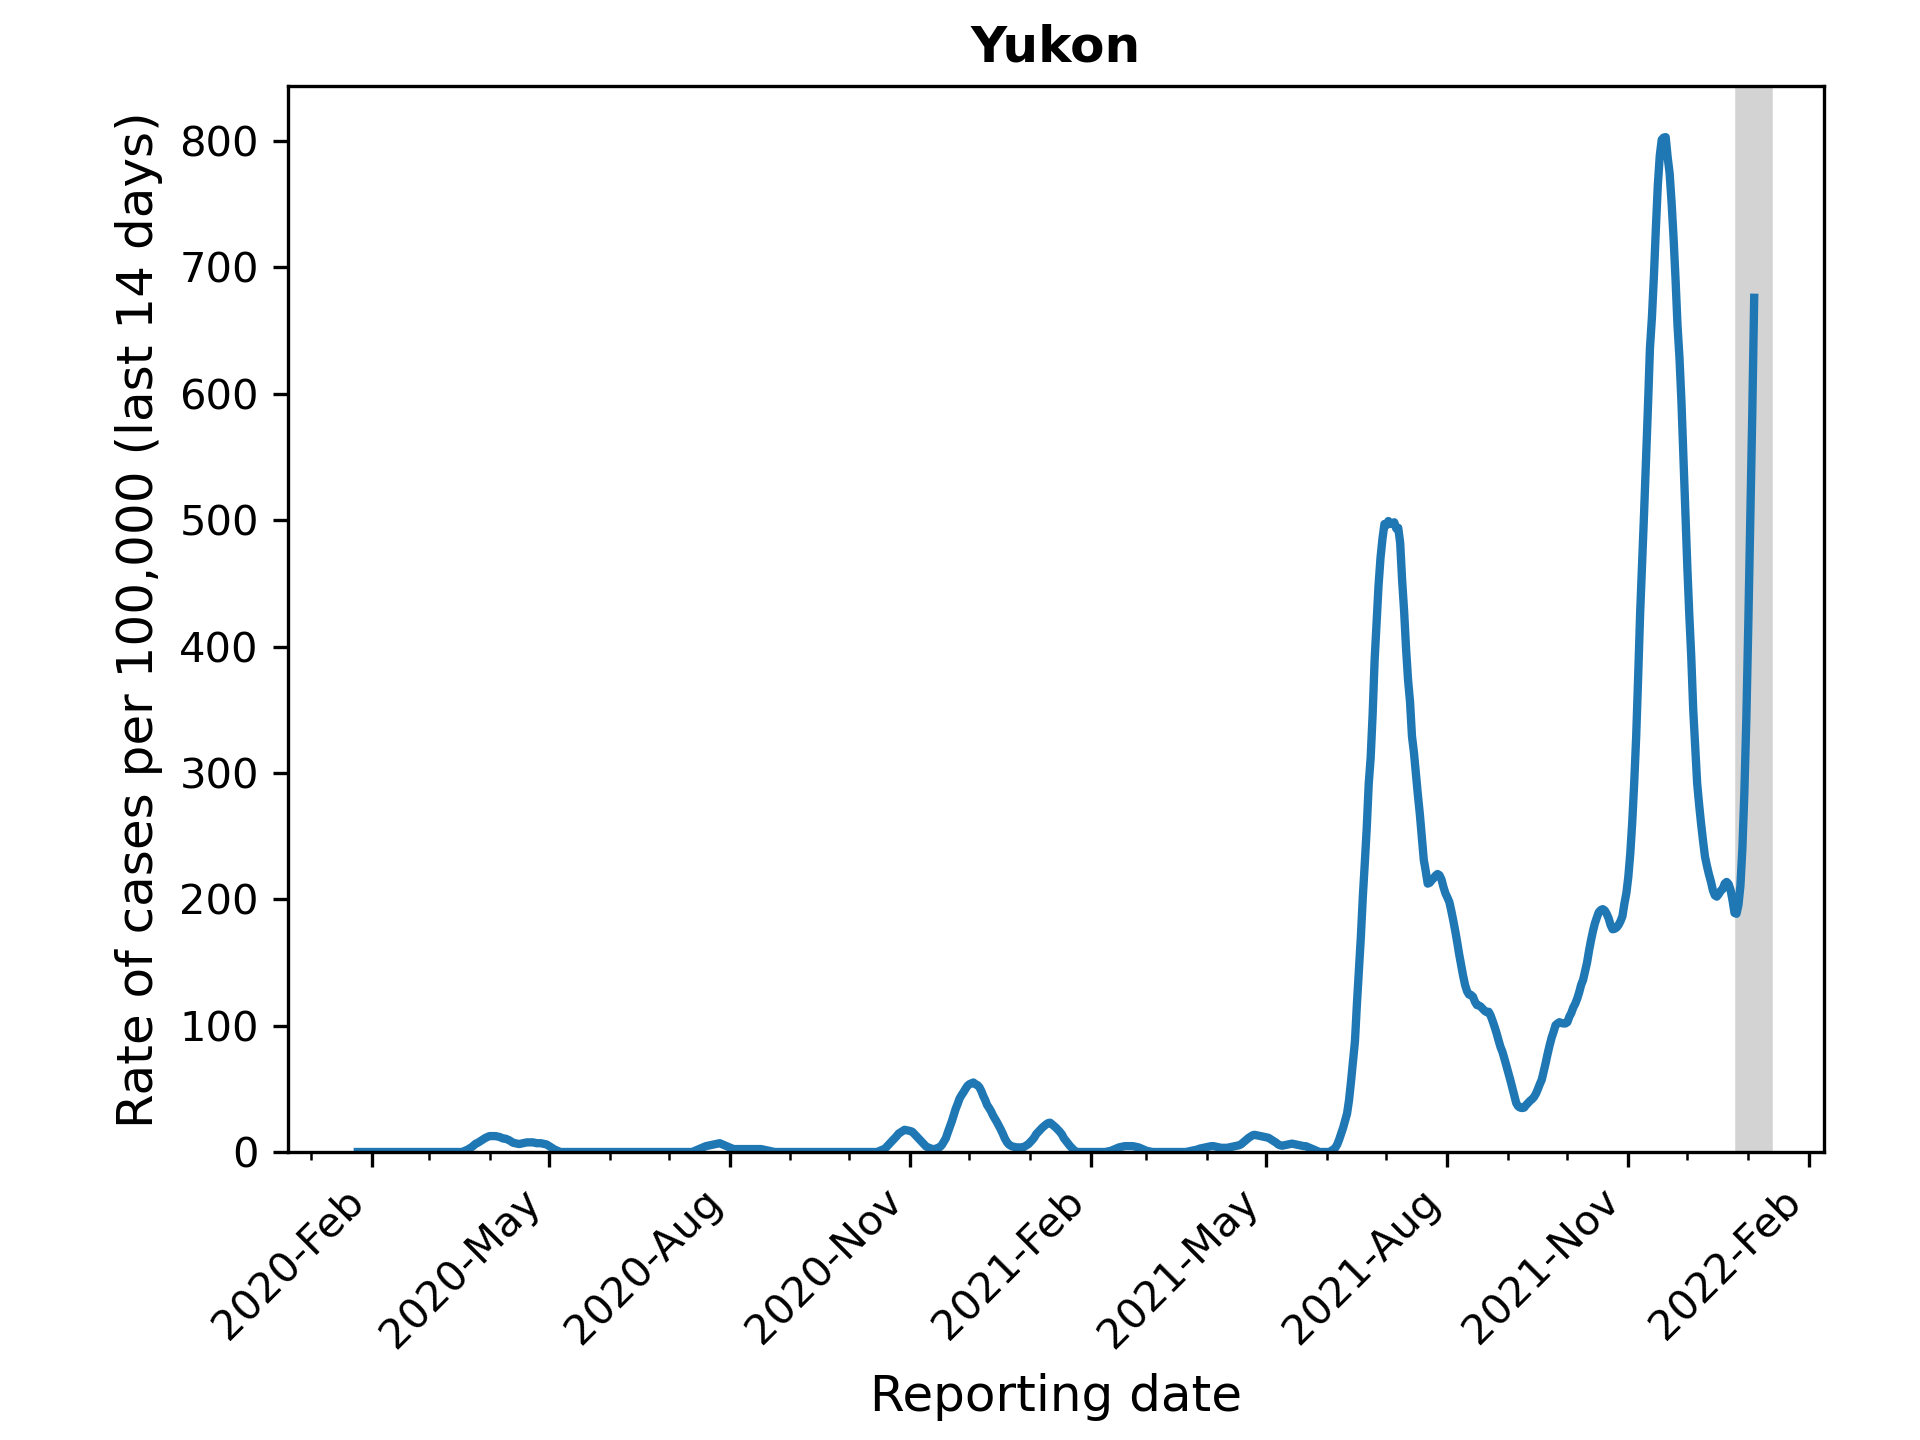 Yukon
Rate of cases per 100,000 (last 14 days)
800
700
600
500
400
300
200
100
0
2020-Feb
2020-May
2020-Aug
2020-Nov
2021-Feb
2021-May
2021-Aug
2021-Nov
2022-Feb
Reporting date